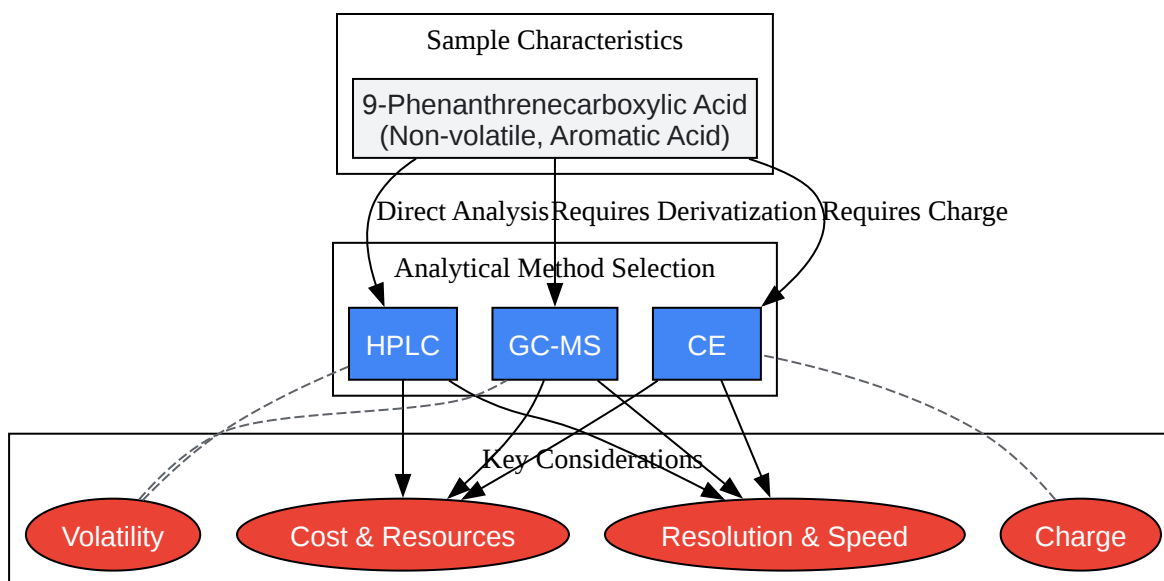 Sample Characteristics
9-Phenanthrenecarboxylic Acid
(Non-volatile, Aromatic Acid)
Direct Analysis
Requires Derivatization
Requires Charge
Analytical Method Selection
HPLC
GC-MS
CE
Key Considerations
Volatility
Cost & Resources
Resolution & Speed
Charge